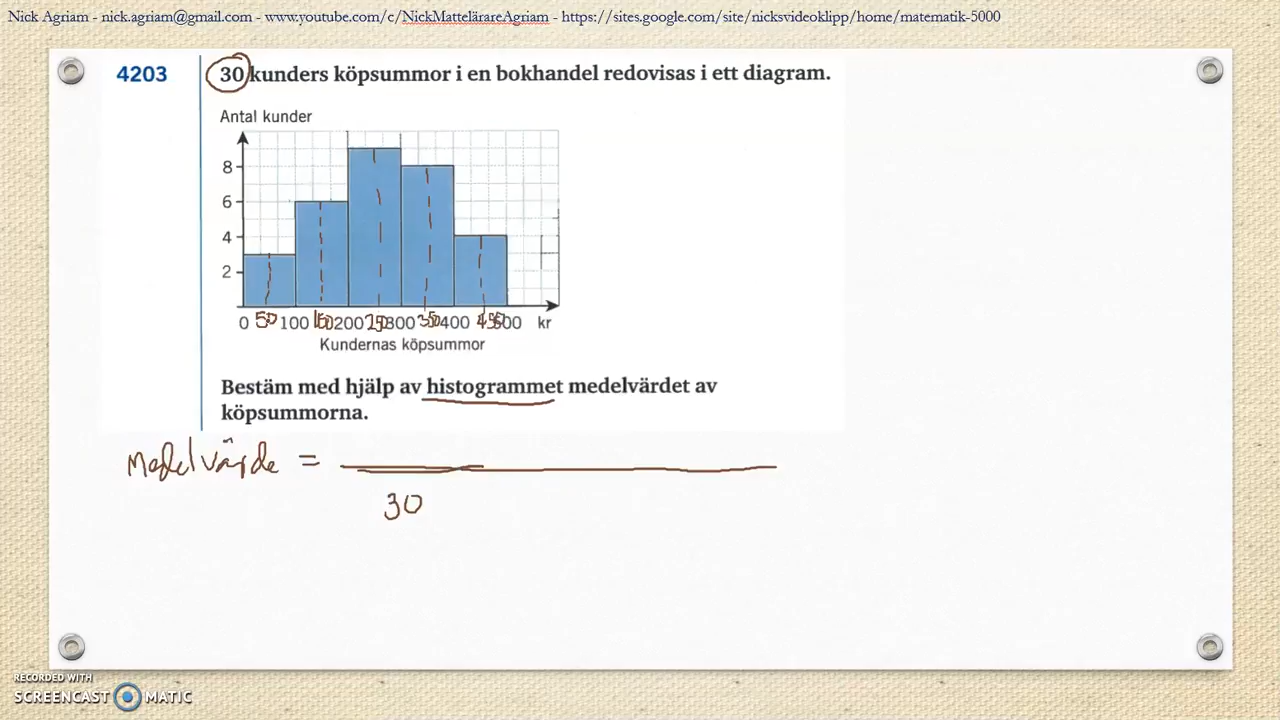 Nick Agriam - nick.agriam@gmail.com - www.youtube.com/c/NickMattelärareAgriam - https://sites.google.com/site/nicksvideoklipp/home/matematik-5000
4203 30 kunders köpsummor i en bokhandel redovisas i ett diagram.
Antal kunder
8
6
4
2
0 50 100 150 200 250 300 350 400 450 500 kr
Kundernas köpsummor
Bestäm med hjälp av histogrammet medelvärdet av
köpsummorna.
Medelvärde =
30
RECORDED WITH
SCREENCAST MATIC